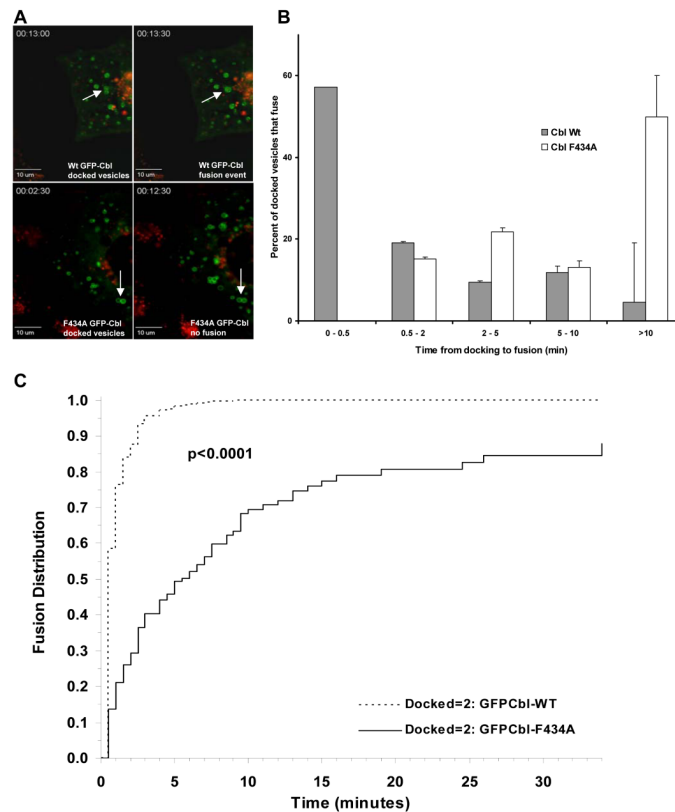 A
00:13:00
00:13:30
Wt GFP-Cbl
docked vesicles
10 um
Wt GFP-Cbl
fusion event
10 um
00:02:30
00:12:30
F434A GFP-Cbl
docked vesicles
10 um
F434A GFP-Cbl
no fusion
10 um
B
Percent of docked vesicles that fuse
60
40
20
0
Cbl Wt
Cbl F434A
0 - 0.5
0.5 - 2
2 - 5
5 - 10
>10
Time from docking to fusion (min)
C
Fusion Distribution
1.0
0.9
0.8
0.7
0.6
0.5
0.4
0.3
0.2
0.1
0.0
p<0.0001
Docked=2: GFPCbl-WT
Docked=2: GFPCbl-F434A
0
5
10
15
20
25
30
Time (minutes)